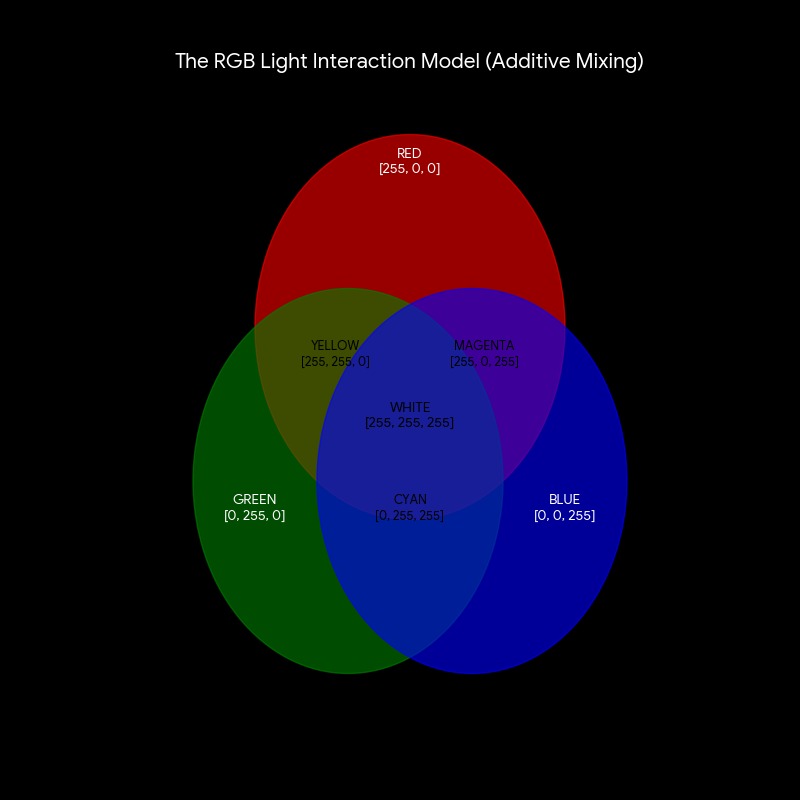 The RGB Light Interaction Model (Additive Mixing)
RED
[255, 0, 0]
YELLOW
[255, 255, 0]
MAGENTA
[255, 0, 255]
WHITE
[255, 255, 255]
GREEN
[0, 255, 0]
CYAN
[0, 255, 255]
BLUE
[0, 0, 255]